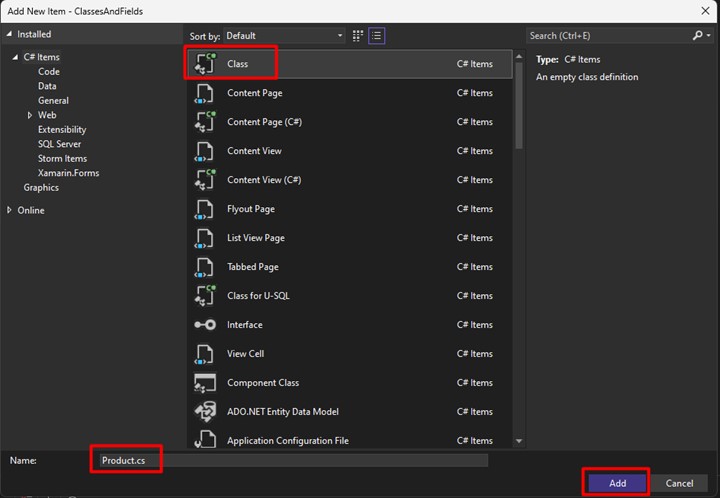 Add New Item - ClassesAndFields
Installed
Sort by: Default
Search (Ctrl+E)
C# Items
Code
Data
General
Web
Extensibility
SQL Server
Storm Items
Xamarin.Forms
Graphics
Online
Class C# Items
Content Page C# Items
Content Page (C#) C# Items
Content View C# Items
Content View (C#) C# Items
Flyout Page C# Items
List View Page C# Items
Tabbed Page C# Items
Class for U-SQL C# Items
Interface C# Items
View Cell C# Items
Component Class C# Items
ADO.NET Entity Data Model C# Items
Application Configuration File C# Items
Type: C# Items
An empty class definition
Name: Product.cs
Add Cancel